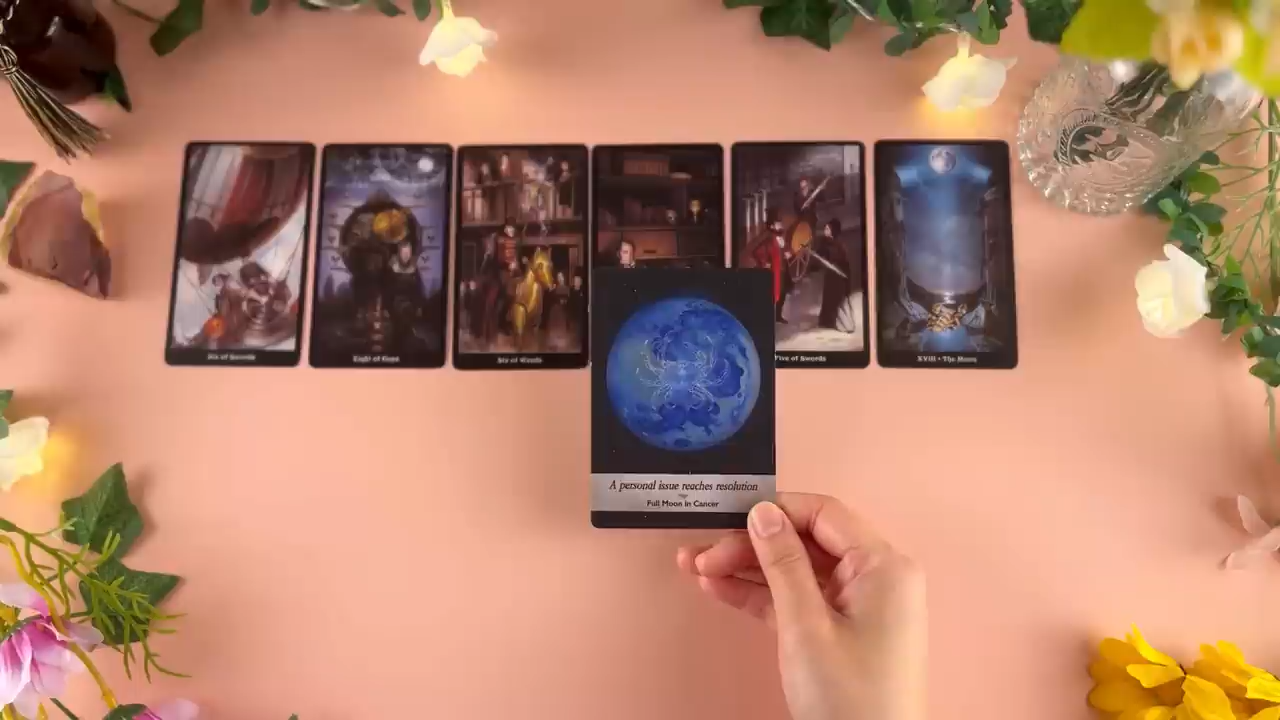 Six of Swords
Eight of Cups
Six of Wands
Five of Swords
XVIII • The Moon
A personal issue reaches resolution
Full Moon In Cancer